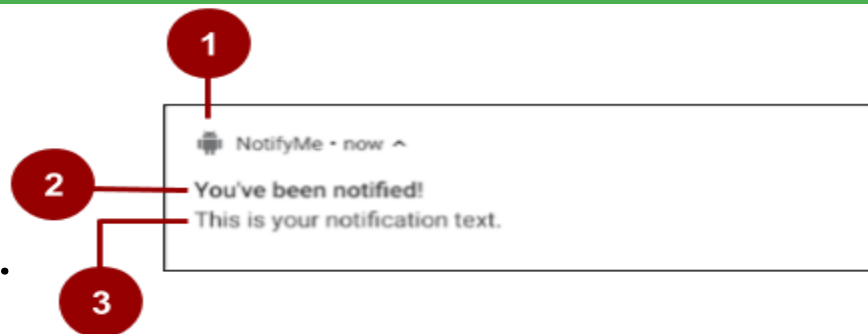 1
NotifyMe • now ^
2
You've been notified!
This is your notification text.
3